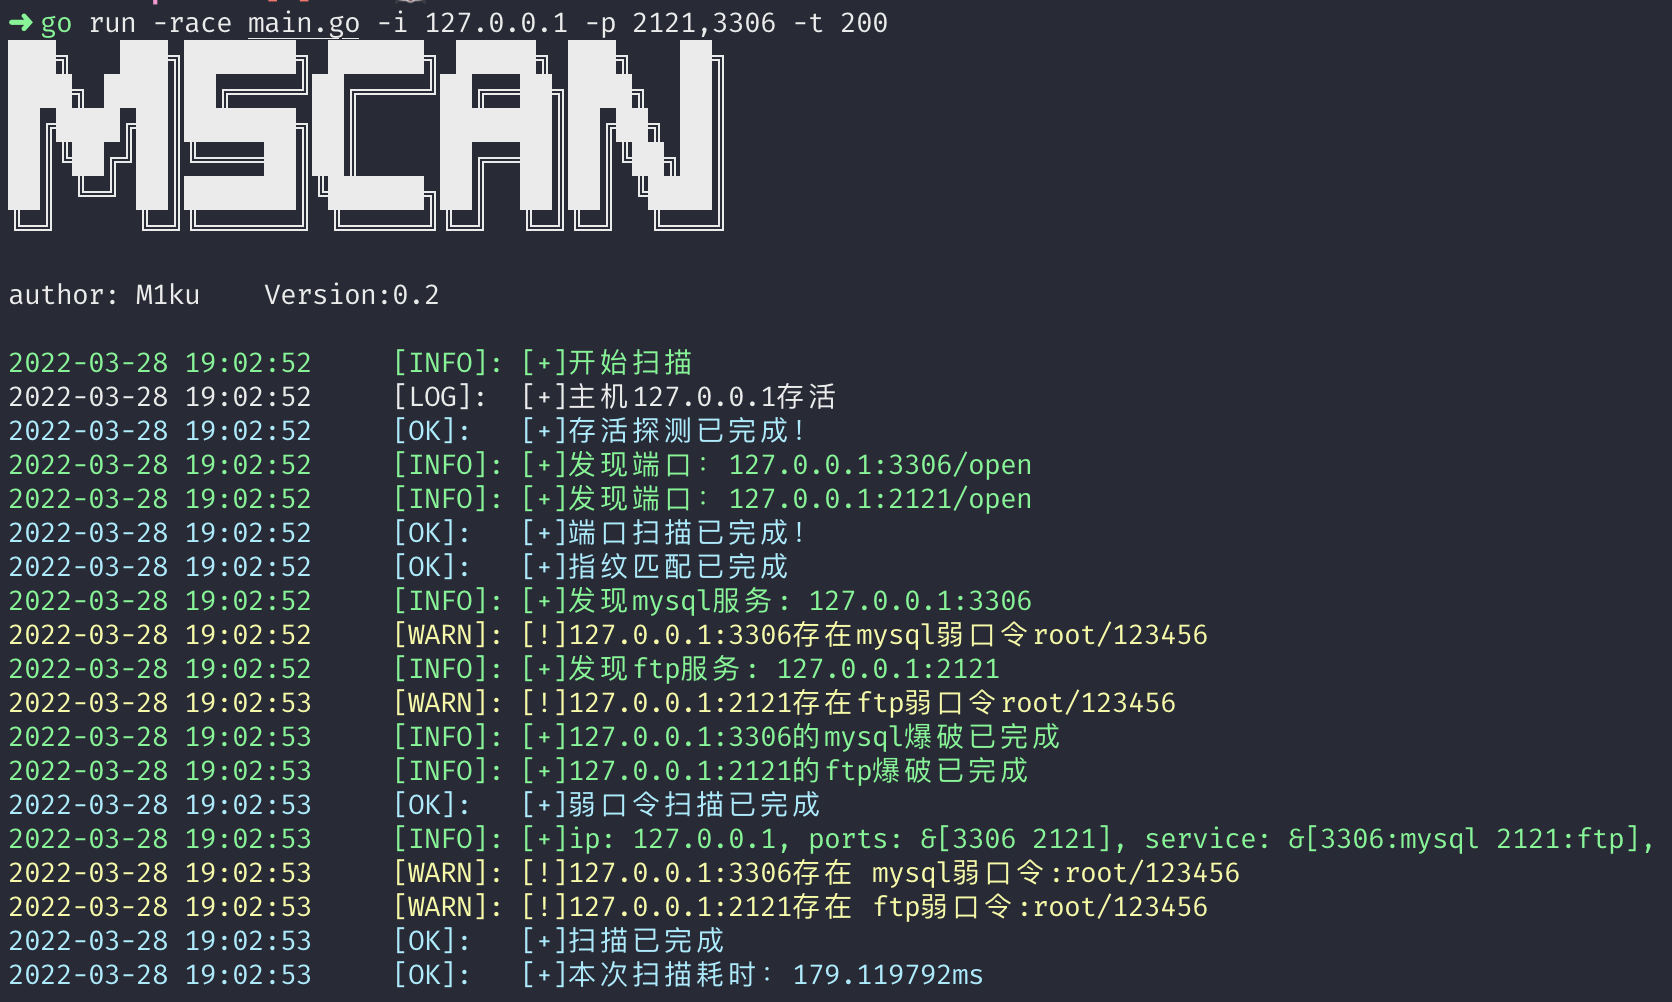 ➜ go run -race main.go -i 127.0.0.1 -p 2121,3306 -t 200
MSCAN
author: M1ku    Version:0.2
2022-03-28 19:02:52     [INFO]: [+]开始扫描
2022-03-28 19:02:52     [LOG]:  [+]主机127.0.0.1存活
2022-03-28 19:02:52     [OK]:   [+]存活探测已完成!
2022-03-28 19:02:52     [INFO]: [+]发现端口: 127.0.0.1:3306/open
2022-03-28 19:02:52     [INFO]: [+]发现端口: 127.0.0.1:2121/open
2022-03-28 19:02:52     [OK]:   [+]端口扫描已完成!
2022-03-28 19:02:52     [OK]:   [+]指纹匹配已完成
2022-03-28 19:02:52     [INFO]: [+]发现mysql服务: 127.0.0.1:3306
2022-03-28 19:02:52     [WARN]: [!]127.0.0.1:3306存在mysql弱口令root/123456
2022-03-28 19:02:52     [INFO]: [+]发现ftp服务: 127.0.0.1:2121
2022-03-28 19:02:53     [WARN]: [!]127.0.0.1:2121存在ftp弱口令root/123456
2022-03-28 19:02:53     [INFO]: [+]127.0.0.1:3306的mysql爆破已完成
2022-03-28 19:02:53     [INFO]: [+]127.0.0.1:2121的ftp爆破已完成
2022-03-28 19:02:53     [OK]:   [+]弱口令扫描已完成
2022-03-28 19:02:53     [INFO]: [+]ip: 127.0.0.1, ports: &[3306 2121], service: &[3306:mysql 2121:ftp],
2022-03-28 19:02:53     [WARN]: [!]127.0.0.1:3306存在 mysql弱口令:root/123456
2022-03-28 19:02:53     [WARN]: [!]127.0.0.1:2121存在 ftp弱口令:root/123456
2022-03-28 19:02:53     [OK]:   [+]扫描已完成
2022-03-28 19:02:53     [OK]:   [+]本次扫描耗时: 179.119792ms